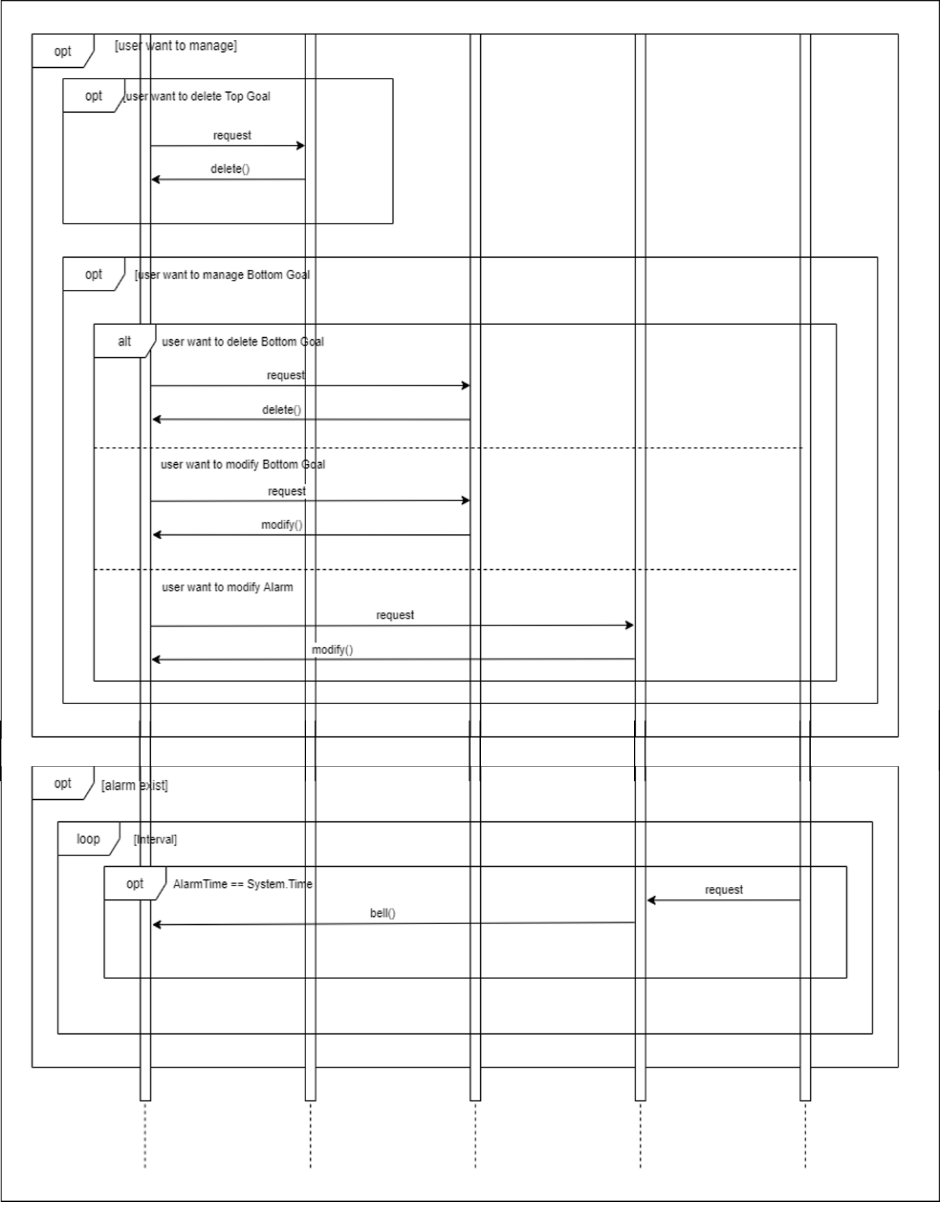 opt
[user want to manage]
opt
[user want to delete Top Goal
request
delete()
opt
[user want to manage Bottom Goal
alt
user want to delete Bottom Goal
request
delete()
user want to modify Bottom Goal
request
modify()
user want to modify Alarm
request
modify()
opt
[alarm exist]
loop
[Interval]
opt
AlarmTime == System.Time
request
bell()